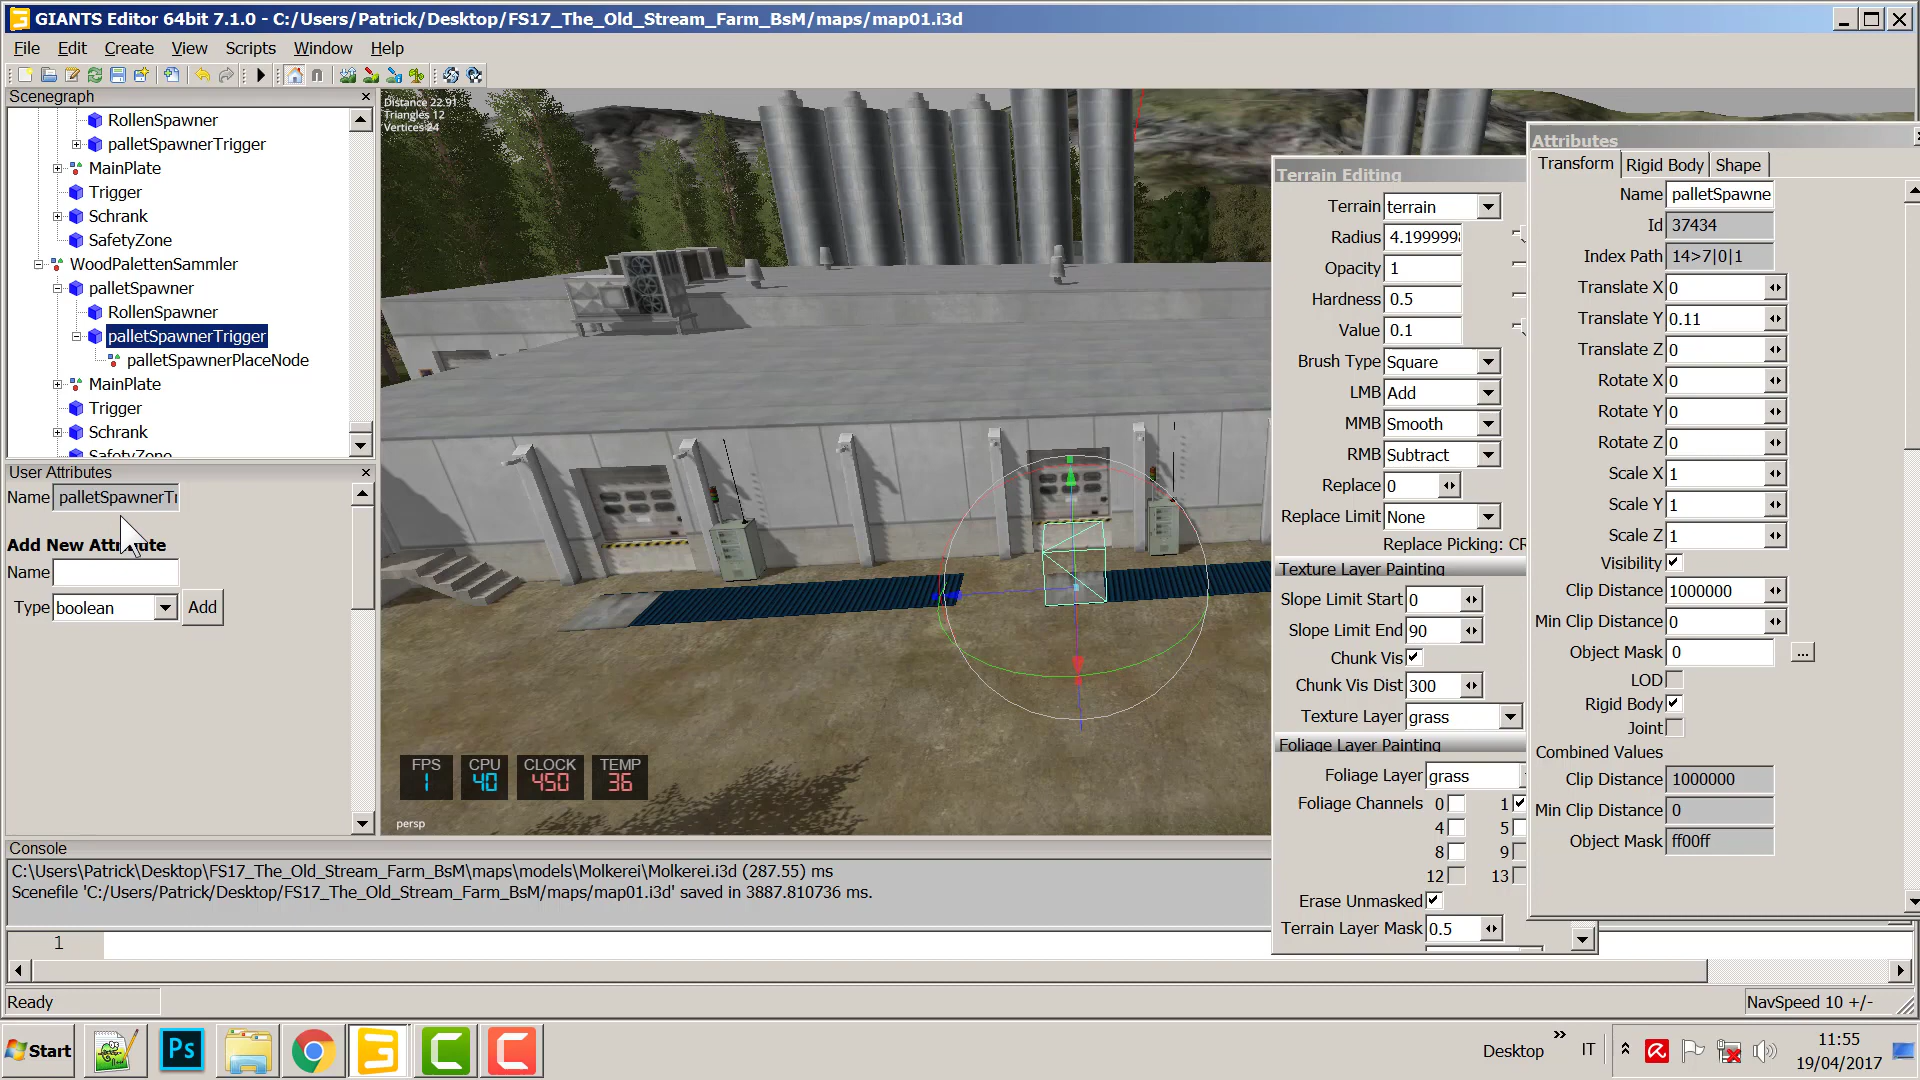 GIANTS Editor 64bit 7.1.0 - C:/Users/Patrick/Desktop/FS17_The_Old_Stream_Farm_BsM/maps/map01.i3d
File Edit Create View Scripts Window Help
Scenegraph
RollenSpawner
palletSpawnerTrigger
MainPlate
Trigger
Schrank
SafetyZone
WoodPalettenSammler
palletSpawner
RollenSpawner
palletSpawnerTrigger
palletSpawnerPlaceNode
MainPlate
Trigger
Schrank
SafetyZone
User Attributes
Name palletSpawnerTr
Add New Attribute
Name
Type boolean Add
Distance 22.91
Triangles 12
Vertices 24
FPS CPU CLOCK TEMP
1 40 450 36
persp
Terrain Editing
Terrain terrain
Radius 4.1999998
Opacity 1
Hardness 0.5
Value 0.1
Brush Type Square
LMB Add
MMB Smooth
RMB Subtract
Replace 0
Replace Limit None
Replace Picking: CR
Texture Layer Painting
Slope Limit Start 0
Slope Limit End 90
Chunk Vis
Chunk Vis Dist 300
Texture Layer grass
Foliage Layer Painting
Foliage Layer grass
Foliage Channels 0 1
4 5
8 9
12 13
Erase Unmasked
Terrain Layer Mask 0.5
Attributes
Transform Rigid Body Shape
Name palletSpawne
Id 37434
Index Path 14>7|0|1
Translate X 0
Translate Y 0.11
Translate Z 0
Rotate X 0
Rotate Y 0
Rotate Z 0
Scale X 1
Scale Y 1
Scale Z 1
Visibility
Clip Distance 1000000
Min Clip Distance 0
Object Mask 0 ...
LOD
Rigid Body
Joint
Combined Values
Clip Distance 1000000
Min Clip Distance 0
Object Mask ff00ff
Console
C:\Users\Patrick\Desktop\FS17_The_Old_Stream_Farm_BsM\maps\models\Molkerei\Molkerei.i3d (287.55) ms
Scenefile 'C:/Users/Patrick/Desktop/FS17_The_Old_Stream_Farm_BsM/maps/map01.i3d' saved in 3887.810736 ms.
1
Ready
NavSpeed 10 +/-
Start
Ps
Desktop
IT
11:55
19/04/2017